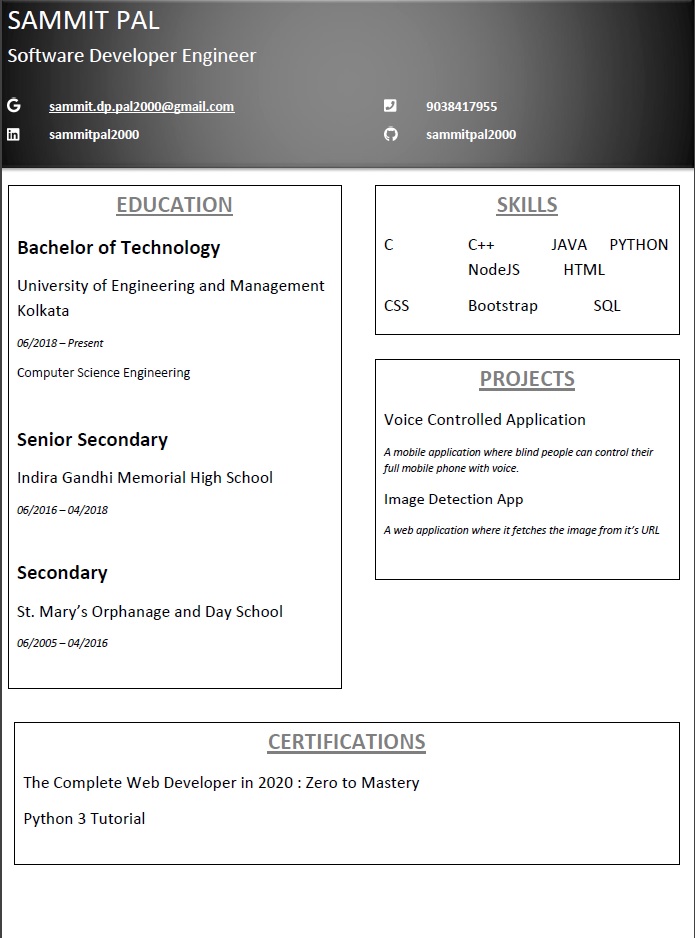 SAMMIT PAL
Software Developer Engineer
sammit.dp.pal2000@gmail.com
9038417955
sammitpal2000
sammitpal2000
EDUCATION
Bachelor of Technology
University of Engineering and Management
Kolkata
06/2018 – Present
Computer Science Engineering
Senior Secondary
Indira Gandhi Memorial High School
06/2016 – 04/2018
Secondary
St. Mary’s Orphanage and Day School
06/2005 – 04/2016
SKILLS
C C++ JAVA PYTHON
NodeJS HTML
CSS Bootstrap SQL
PROJECTS
Voice Controlled Application
A mobile application where blind people can control their
full mobile phone with voice.
Image Detection App
A web application where it fetches the image from it’s URL
CERTIFICATIONS
The Complete Web Developer in 2020 : Zero to Mastery
Python 3 Tutorial